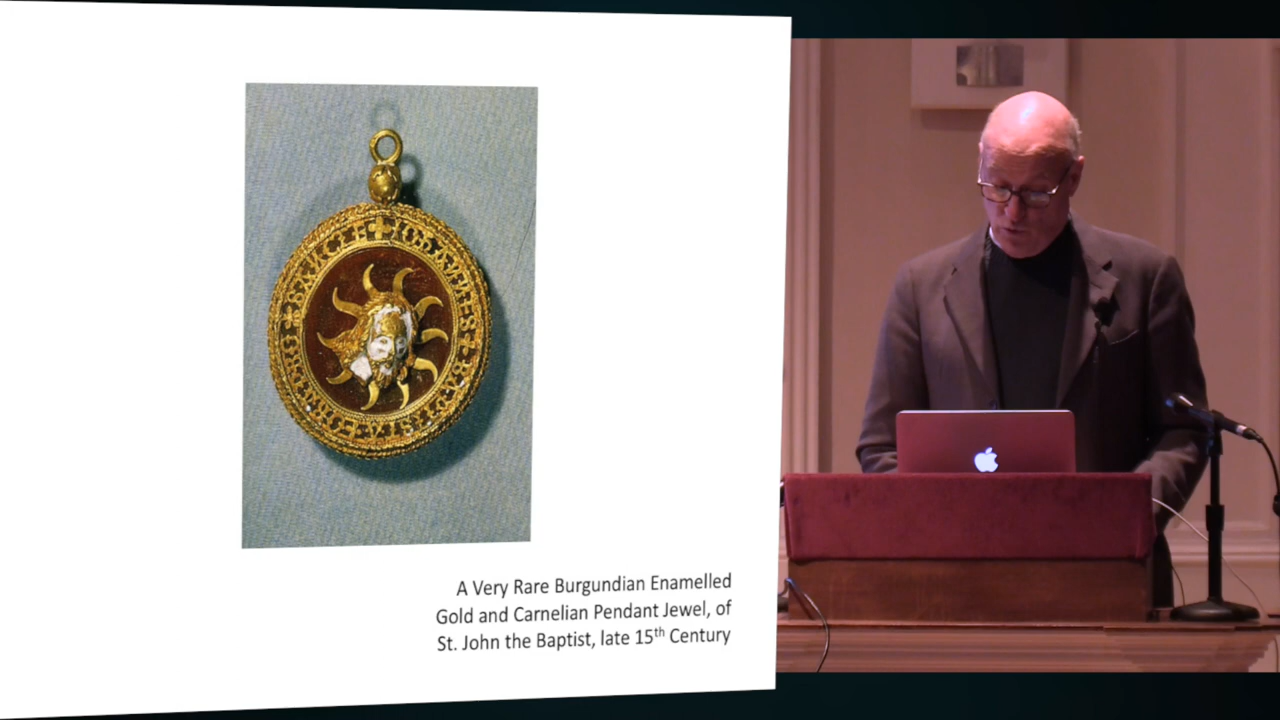 A Very Rare Burgundian Enamelled
Gold and Carnelian Pendant Jewel, of
St. John the Baptist, late 15th Century